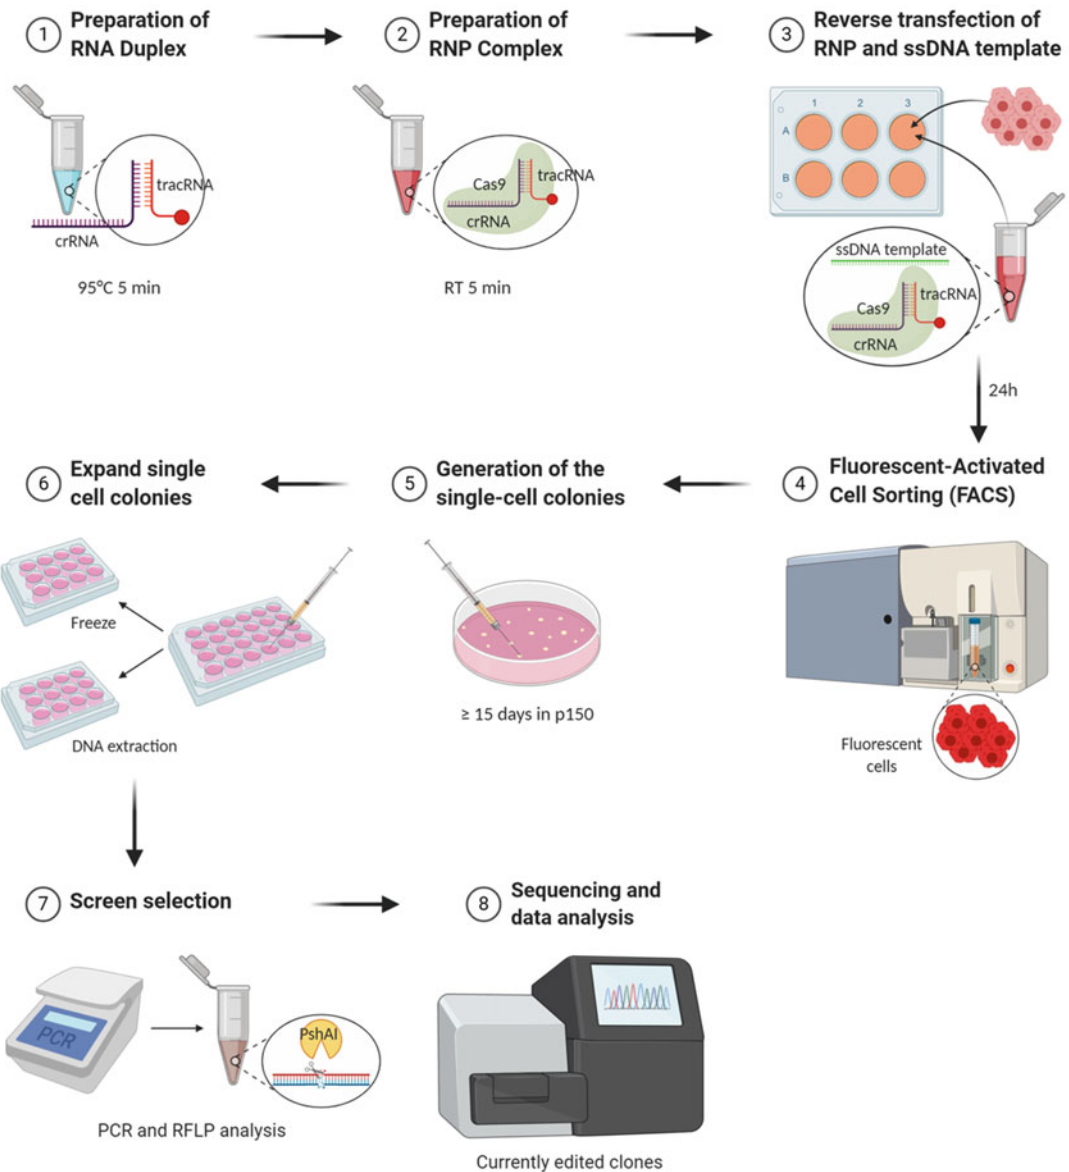 1
Preparation of
RNA Duplex
tracRNA
crRNA
95°C 5 min
2
Preparation of
RNP Complex
Cas9
tracRNA
crRNA
RT 5 min
3
Reverse transfection of
RNP and ssDNA template
1 2 3
A
B
ssDNA template
Cas9
tracRNA
crRNA
24h
4
Fluorescent-Activated
Cell Sorting (FACS)
Fluorescent
cells
5
Generation of the
single-cell colonies
≥ 15 days in p150
6
Expand single
cell colonies
Freeze
DNA extraction
7
Screen selection
PCR
PshAI
PCR and RFLP analysis
8
Sequencing and
data analysis
Currently edited clones